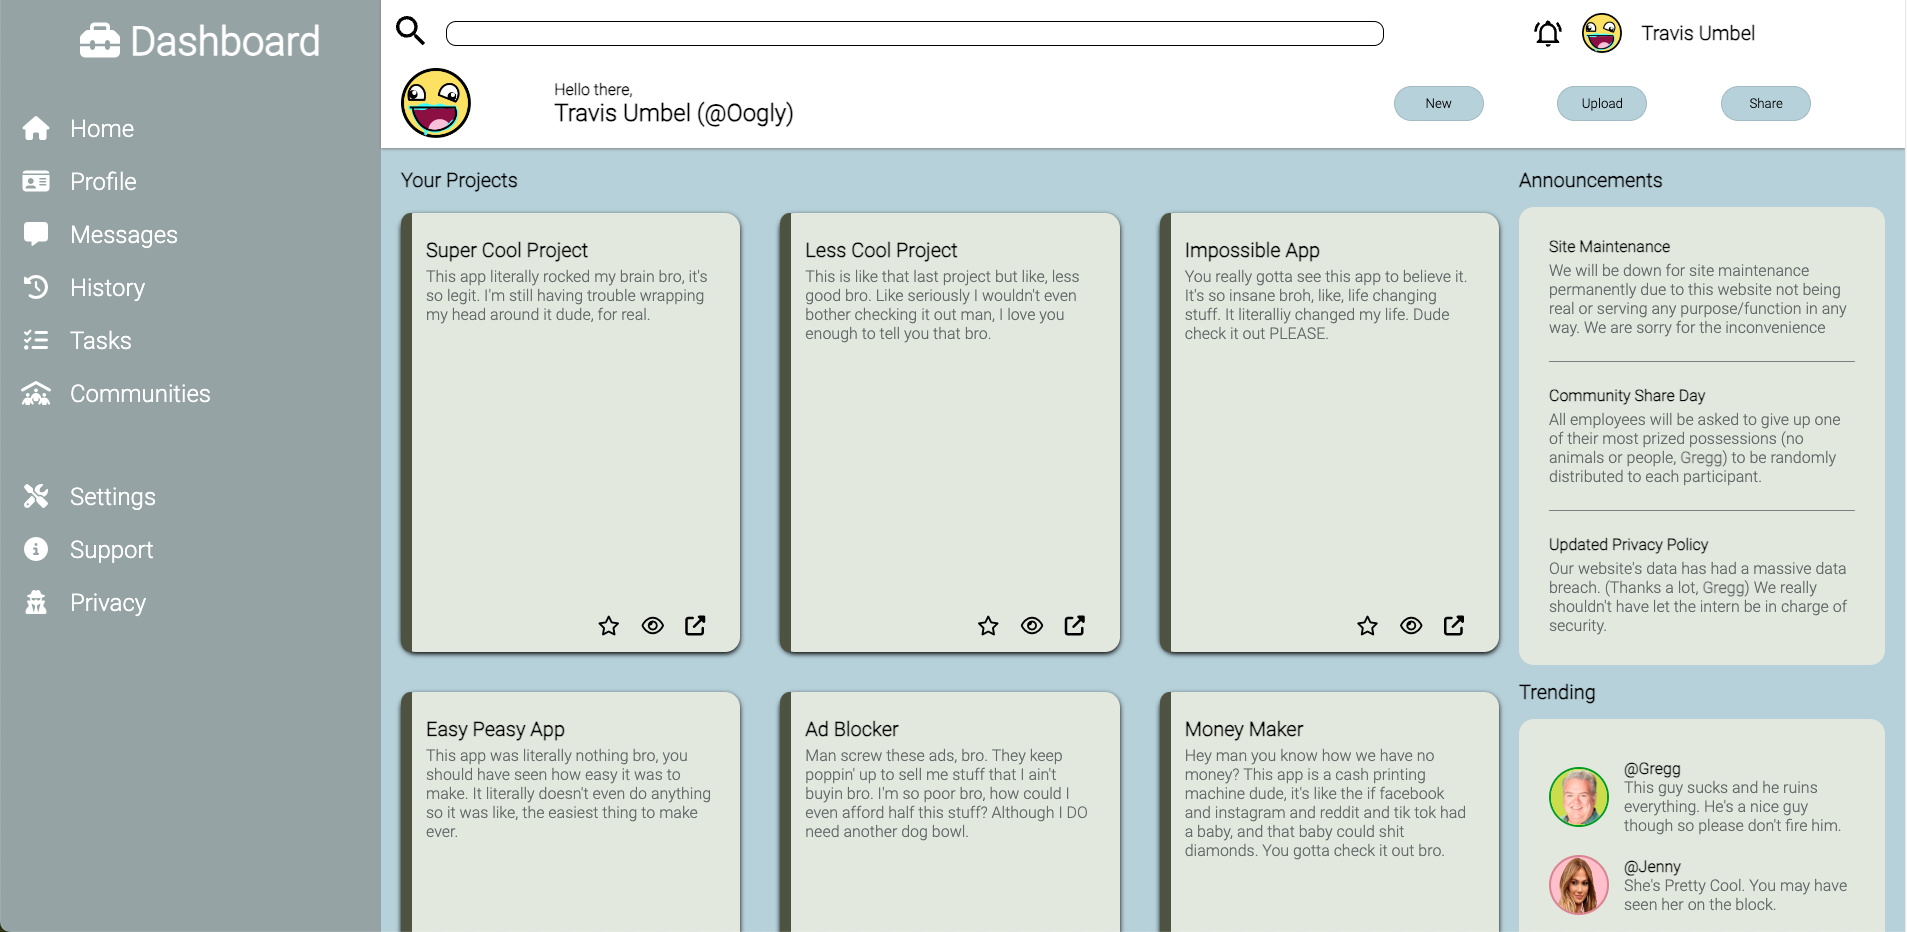 Dashboard
Home
Profile
Messages
History
Tasks
Communities
Settings
Support
Privacy
Travis Umbel
Hello there,
Travis Umbel (@Oogly)
New
Upload
Share
Your Projects
Super Cool Project
This app literally rocked my brain bro, it's
so legit. I'm still having trouble wrapping
my head around it dude, for real.
Less Cool Project
This is like that last project but like, less
good bro. Like seriously I wouldn't even
bother checking it out man, I love you
enough to tell you that bro.
Impossible App
You really gotta see this app to believe it.
It's so insane broh, like, life changing
stuff. It literalliy changed my life. Dude
check it out PLEASE.
Easy Peasy App
This app was literally nothing bro, you
should have seen how easy it was to
make. It literally doesn't even do anything
so it was like, the easiest thing to make
ever.
Ad Blocker
Man screw these ads, bro. They keep
poppin' up to sell me stuff that I ain't
buyin bro. I'm so poor bro, how could I
even afford half this stuff? Although I DO
need another dog bowl.
Money Maker
Hey man you know how we have no
money? This app is a cash printing
machine dude, it's like the if facebook
and instagram and reddit and tik tok had
a baby, and that baby could shit
diamonds. You gotta check it out bro.
Announcements
Site Maintenance
We will be down for site maintenance
permanently due to this website not being
real or serving any purpose/function in any
way. We are sorry for the inconvenience
Community Share Day
All employees will be asked to give up one
of their most prized possessions (no
animals or people, Gregg) to be randomly
distributed to each participant.
Updated Privacy Policy
Our website's data has had a massive data
breach. (Thanks a lot, Gregg) We really
shouldn't have let the intern be in charge of
security.
Trending
@Gregg
This guy sucks and he ruins
everything. He's a nice guy
though so please don't fire him.
@Jenny
She's Pretty Cool. You may have
seen her on the block.